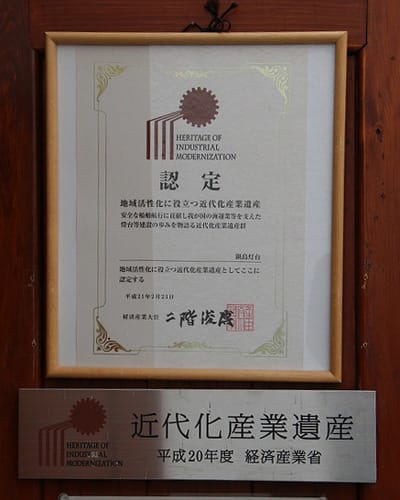 HERITAGE OF
INDUSTRIAL
MODERNIZATION
認定
地域活性化に役立つ近代化産業遺産
安全な船舶航行に貢献し我が国の海運業等を支えた
燈台等建設の歩みを物語る近代化産業遺産群
鍋島灯台
地域活性化に役立つ近代化産業遺産としてここに
認定する
平成21年2月23日
経済産業大臣 二階俊廣
HERITAGE OF
INDUSTRIAL
MODERNIZATION
近代化産業遺産
平成20年度 経済産業省